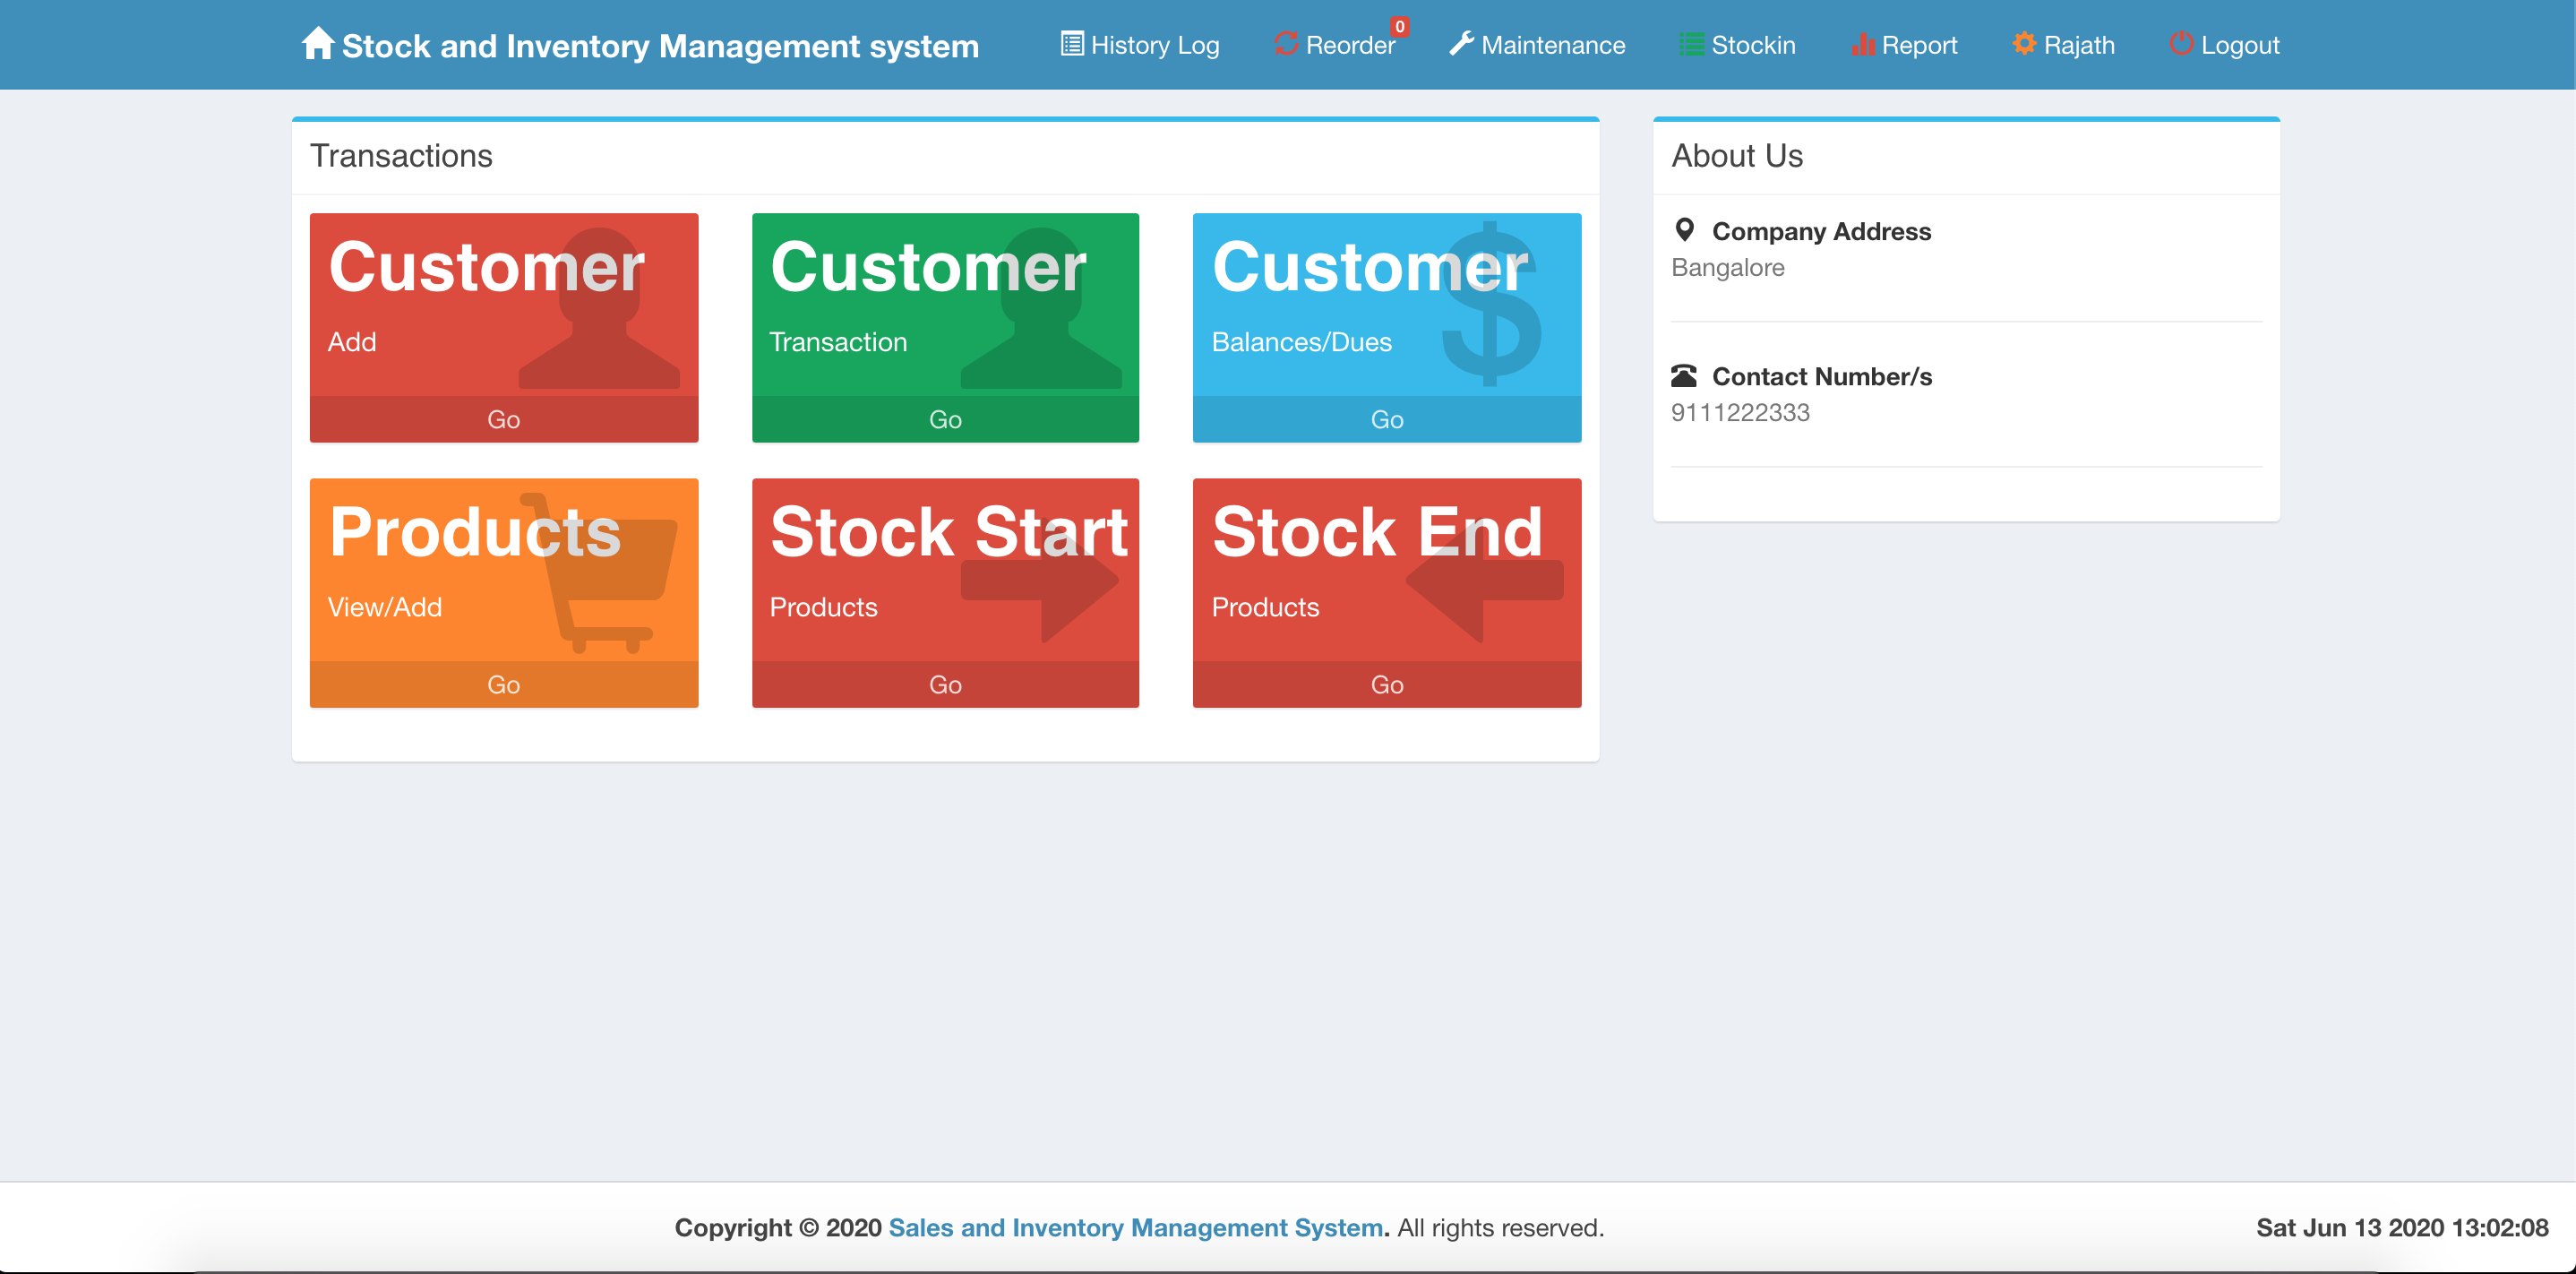 Stock and Inventory Management system
History Log
Reorder
0
Maintenance
Stockin
Report
Rajath
Logout
Transactions
Customer
Add
Go
Customer
Transaction
Go
Customer
Balances/Dues
Go
Products
View/Add
Go
Stock Start
Products
Go
Stock End
Products
Go
About Us
Company Address
Bangalore
Contact Number/s
9111222333
Copyright © 2020 Sales and Inventory Management System. All rights reserved.
Sat Jun 13 2020 13:02:08